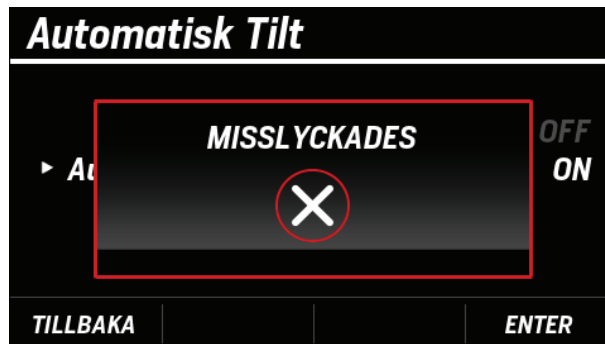 Automatisk Tilt
MISSLYCKADES
OFF
ON
TILLBAKA
ENTER